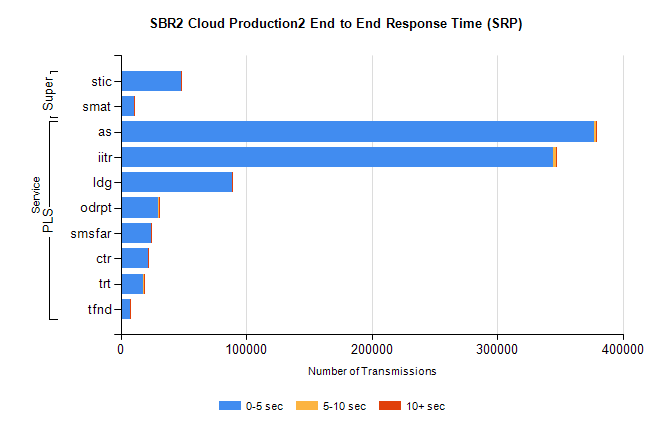 SBR2 Cloud Production2 End to End Response Time (SRP)
Service
Super
PLS
stic
smat
as
iitr
ldg
odrpt
smsfar
ctr
trt
tfnd
0 100000 200000 300000 400000
Number of Transmissions
0-5 sec 5-10 sec 10+ sec